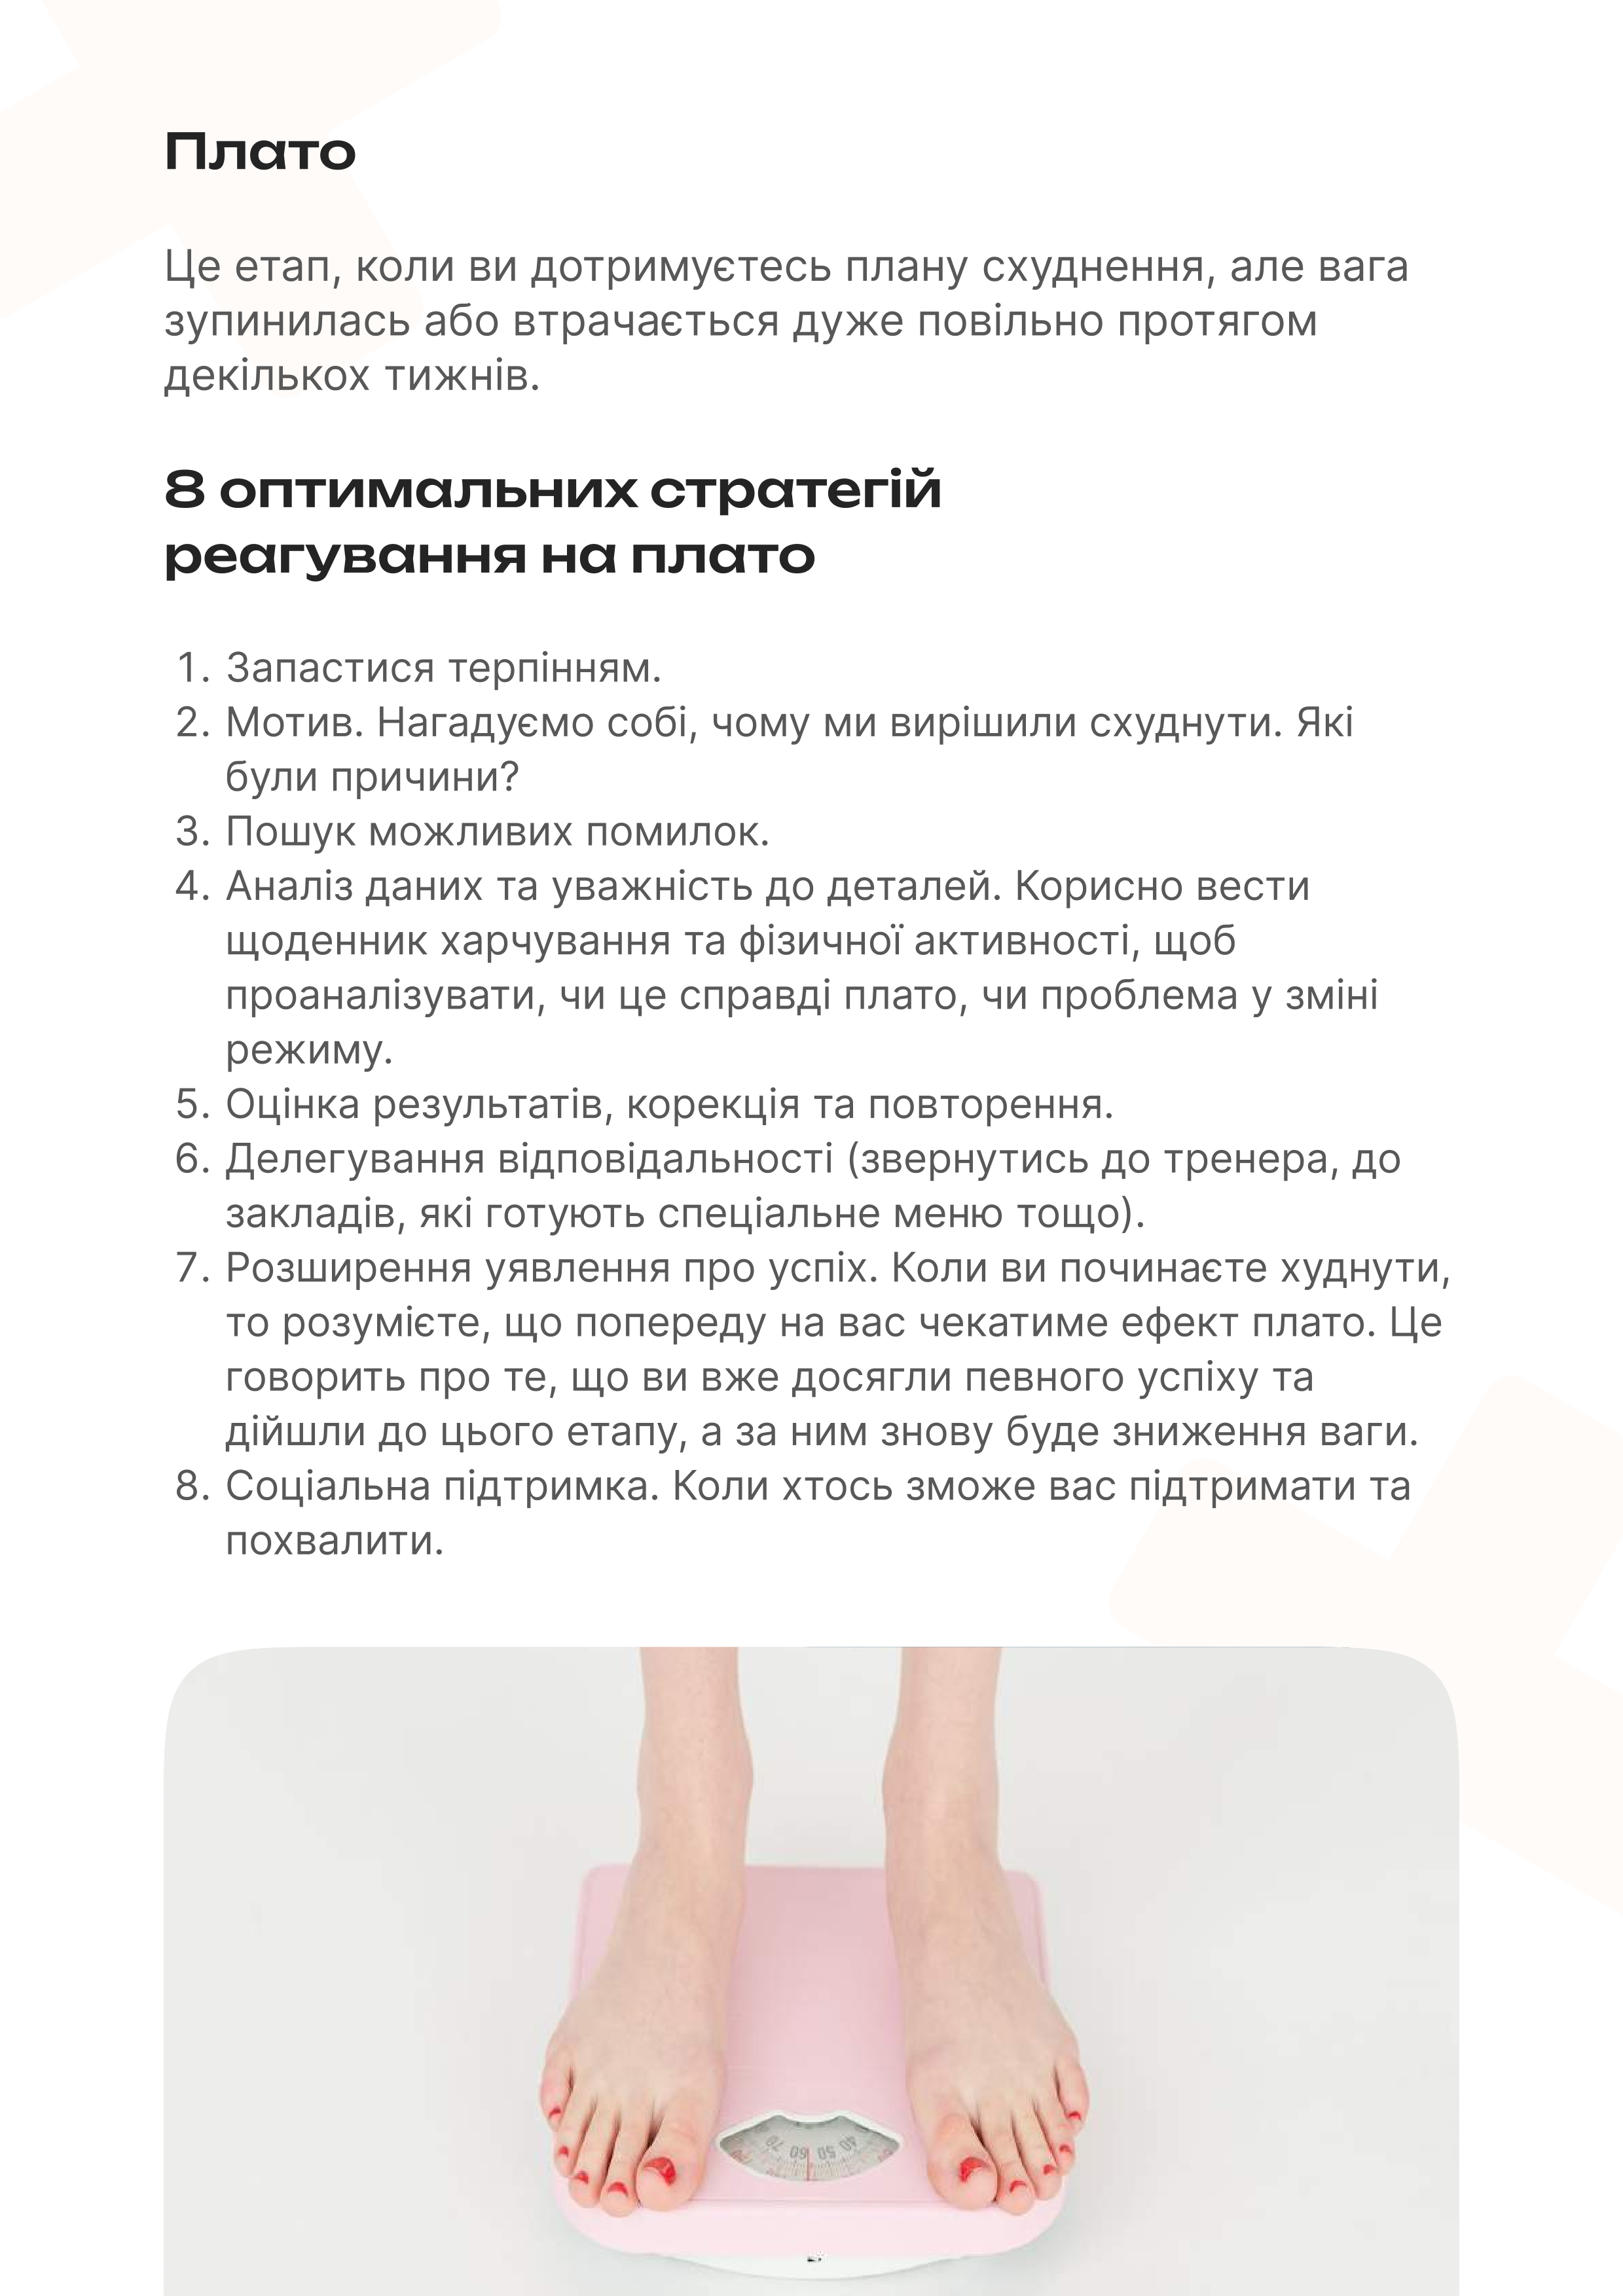 Плато
Це етап, коли ви дотримуєтесь плану схуднення, але вага
зупинилась або втрачається дуже повільно протягом
декількох тижнів.
8 оптимальних стратегій
реагування на плато
1. Запастися терпінням.
2. Мотив. Нагадуємо собі, чому ми вирішили схуднути. Які
були причини?
3. Пошук можливих помилок.
4. Аналіз даних та уважність до деталей. Корисно вести
щоденник харчування та фізичної активності, щоб
проаналізувати, чи це справді плато, чи проблема у зміні
режиму.
5. Оцінка результатів, корекція та повторення.
6. Делегування відповідальності (звернутись до тренера, до
закладів, які готують спеціальне меню тощо).
7. Розширення уявлення про успіх. Коли ви починаєте худнути,
то розумієте, що попереду на вас чекатиме ефект плато. Це
говорить про те, що ви вже досягли певного успіху та
дійшли до цього етапу, а за ним знову буде зниження ваги.
8. Соціальна підтримка. Коли хтось зможе вас підтримати та
похвалити.
70 60 50 40